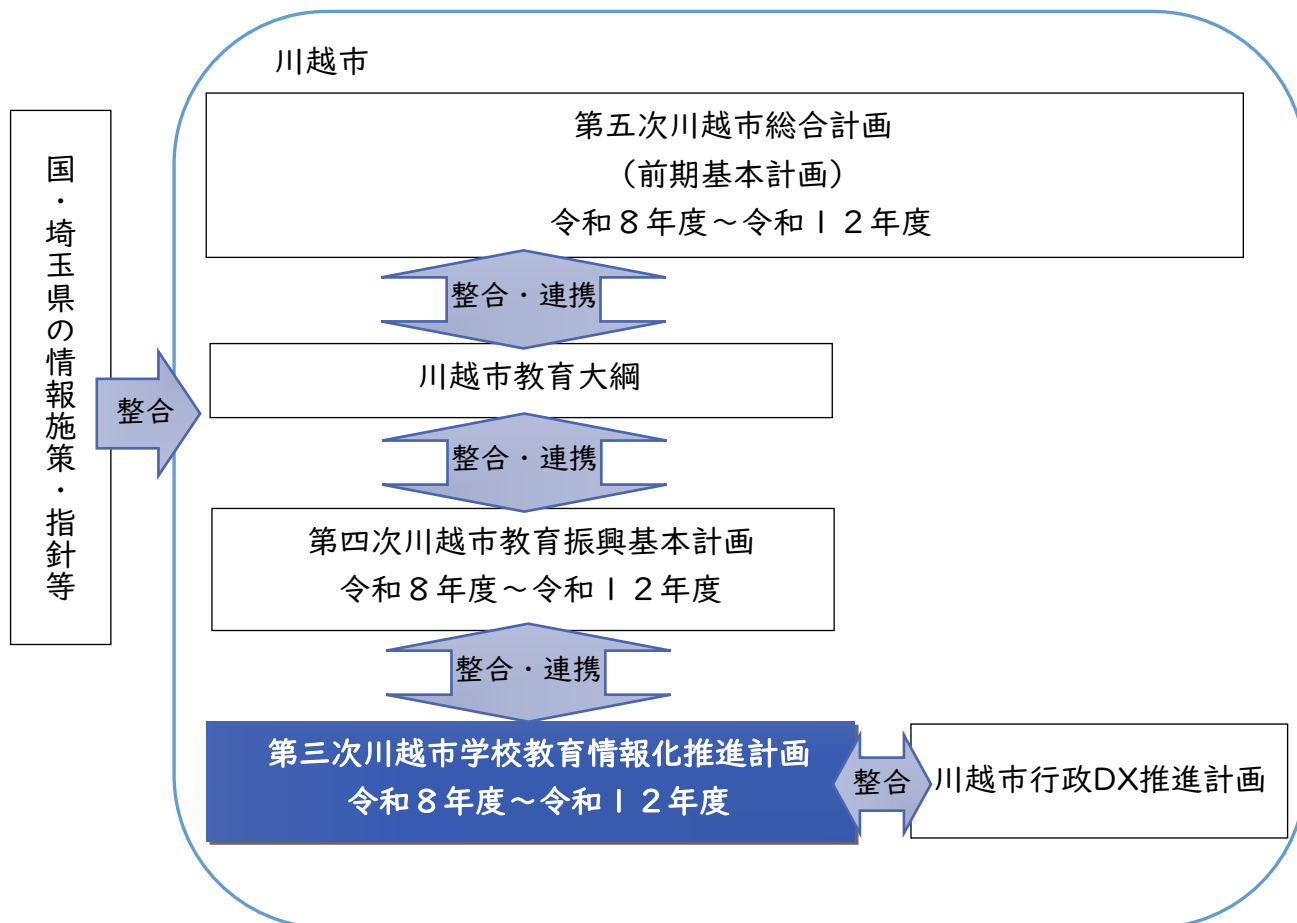 川越市
第五次川越市総合計画
（前期基本計画）
令和８年度～令和１２年度
国・埼玉県の情報施策・指針等
整合・連携
川越市教育大綱
整合
整合・連携
第四次川越市教育振興基本計画
令和８年度～令和１２年度
整合・連携
第三次川越市学校教育情報化推進計画
令和８年度～令和１２年度
整合
川越市行政DX推進計画